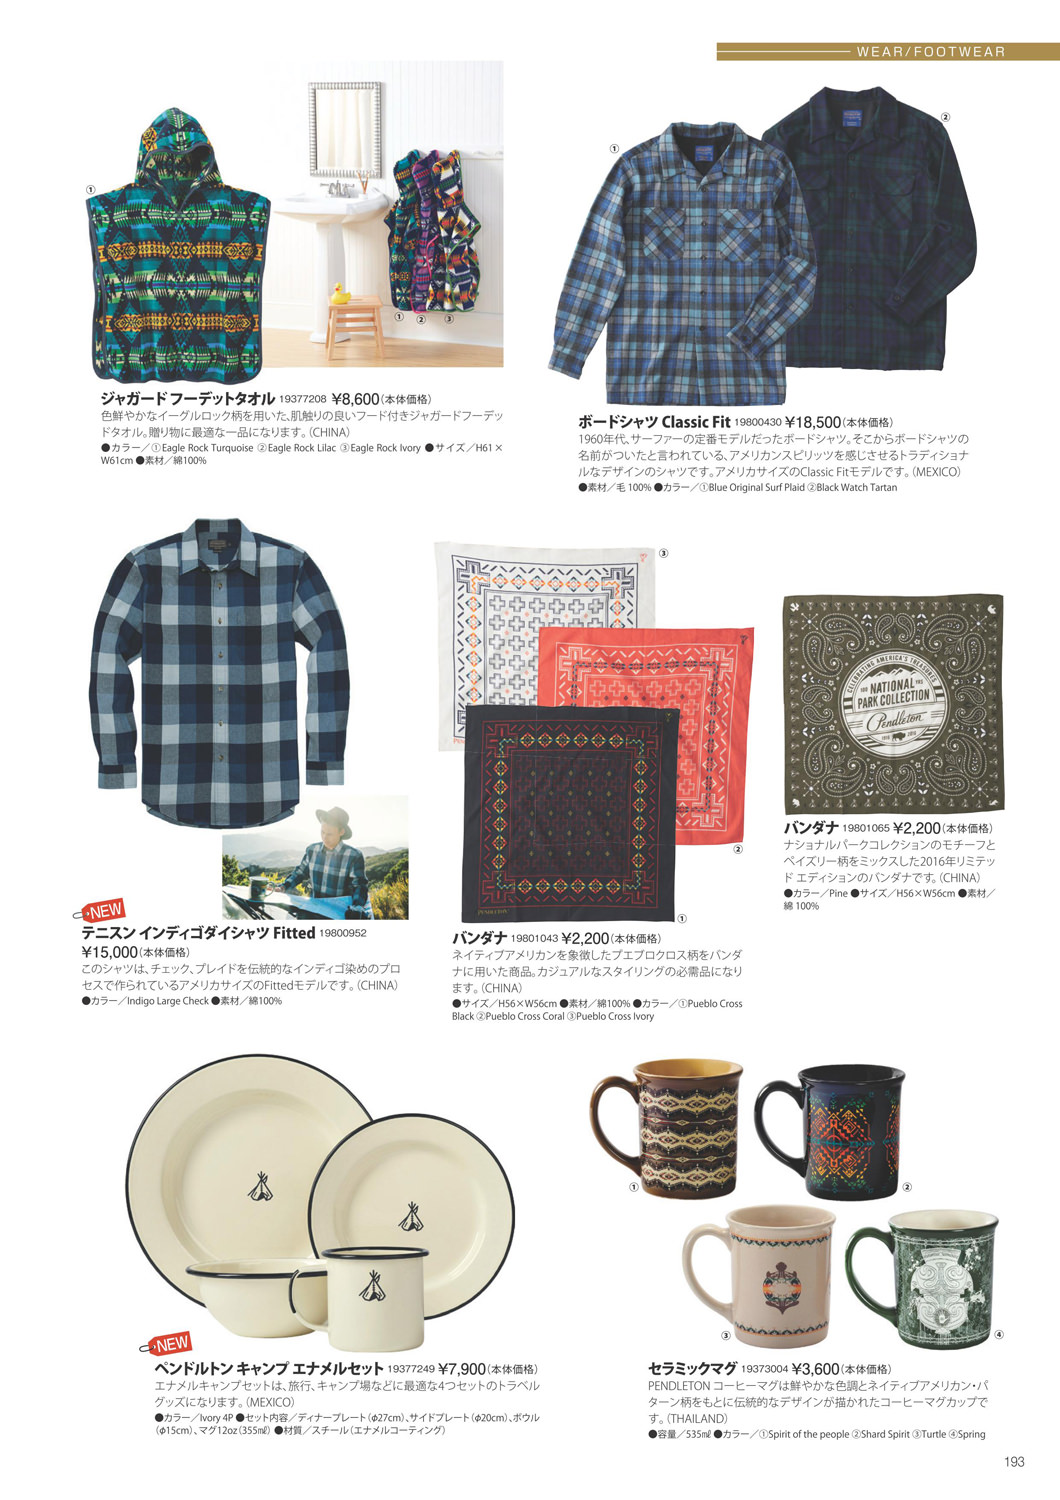 WEAR/FOOTWEAR
①
① ② ③
ジャガード フーデットタオル 19377208 ¥8,600（本体価格）
色鮮やかなイーグルロック柄を用いた、肌触りの良いフード付きジャガードフーデッ
ドタオル。贈り物に最適な一品になります。（CHINA）
●カラー／①Eagle Rock Turquoise ②Eagle Rock Lilac ③Eagle Rock Ivory ●サイズ／H61×
W61cm ●素材／綿100%
①
②
ボードシャツ Classic Fit 19800430 ¥18,500（本体価格）
1960年代、サーファーの定番モデルだったボードシャツ。そこからボードシャツの
名前がついたと言われている、アメリカンスピリッツを感じさせるトラディショナ
ルなデザインのシャツです。アメリカサイズのClassic Fitモデルです。（MEXICO）
●素材／毛 100% ●カラー／①Blue Original Surf Plaid ②Black Watch Tartan
NEW
テニスン インディゴダイシャツ Fitted 19800952
¥15,000（本体価格）
このシャツは、チェック、プレイドを伝統的なインディゴ染めのプロ
セスで作られているアメリカサイズのFittedモデルです。（CHINA）
●カラー／Indigo Large Check ●素材／綿100%
③
②
①
PENDLETON
バンダナ 19801043 ¥2,200（本体価格）
ネイティブアメリカンを象徴したプエブロクロス柄をバンダ
ナに用いた商品。カジュアルなスタイリングの必需品になり
ます。（CHINA）
●サイズ／H56×W56cm ●素材／綿100% ●カラー／①Pueblo Cross
Black ②Pueblo Cross Coral ③Pueblo Cross Ivory
CELEBRATING AMERICA'S TREASURES
NATIONAL
PARK COLLECTION
Pendleton
1916 2016
バンダナ 19801065 ¥2,200（本体価格）
ナショナルパークコレクションのモチーフと
ペイズリー柄をミックスした2016年リミテッ
ド エディションのバンダナです。（CHINA）
●カラー／Pine ●サイズ／H56×W56cm ●素材／
綿 100%
NEW
ペンドルトン キャンプ エナメルセット 19377249 ¥7,900（本体価格）
エナメルキャンプセットは、旅行、キャンプ場などに最適な4つセットのトラベル
グッズになります。（MEXICO）
●カラー／Ivory 4P ●セット内容／ディナープレート（φ27cm）、サイドプレート（φ20cm）、ボウル
（φ15cm）、マグ12oz（355㎖） ●材質／スチール（エナメルコーティング）
①
②
③
④
セラミックマグ 19373004 ¥3,600（本体価格）
PENDLETON コーヒーマグは鮮やかな色調とネイティブアメリカン・パ
ターン柄をもとに伝統的なデザインが描かれたコーヒーマグカップで
す。（THAILAND）
●容量／535㎖ ●カラー／①Spirit of the people ②Shard Spirit ③Turtle ④Spring
193